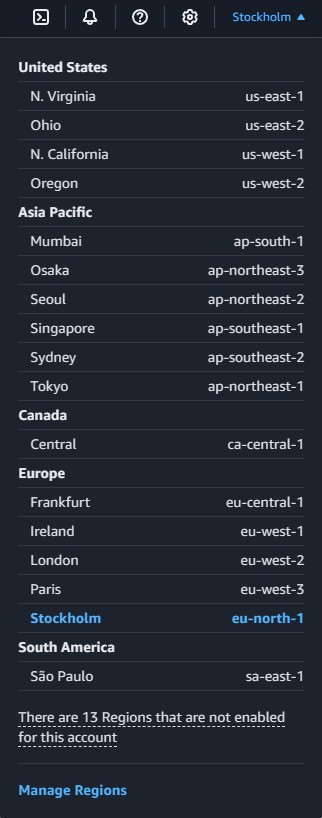 Stockholm
United States
N. Virginia us-east-1
Ohio us-east-2
N. California us-west-1
Oregon us-west-2
Asia Pacific
Mumbai ap-south-1
Osaka ap-northeast-3
Seoul ap-northeast-2
Singapore ap-southeast-1
Sydney ap-southeast-2
Tokyo ap-northeast-1
Canada
Central ca-central-1
Europe
Frankfurt eu-central-1
Ireland eu-west-1
London eu-west-2
Paris eu-west-3
Stockholm eu-north-1
South America
São Paulo sa-east-1
There are 13 Regions that are not enabled
for this account
Manage Regions